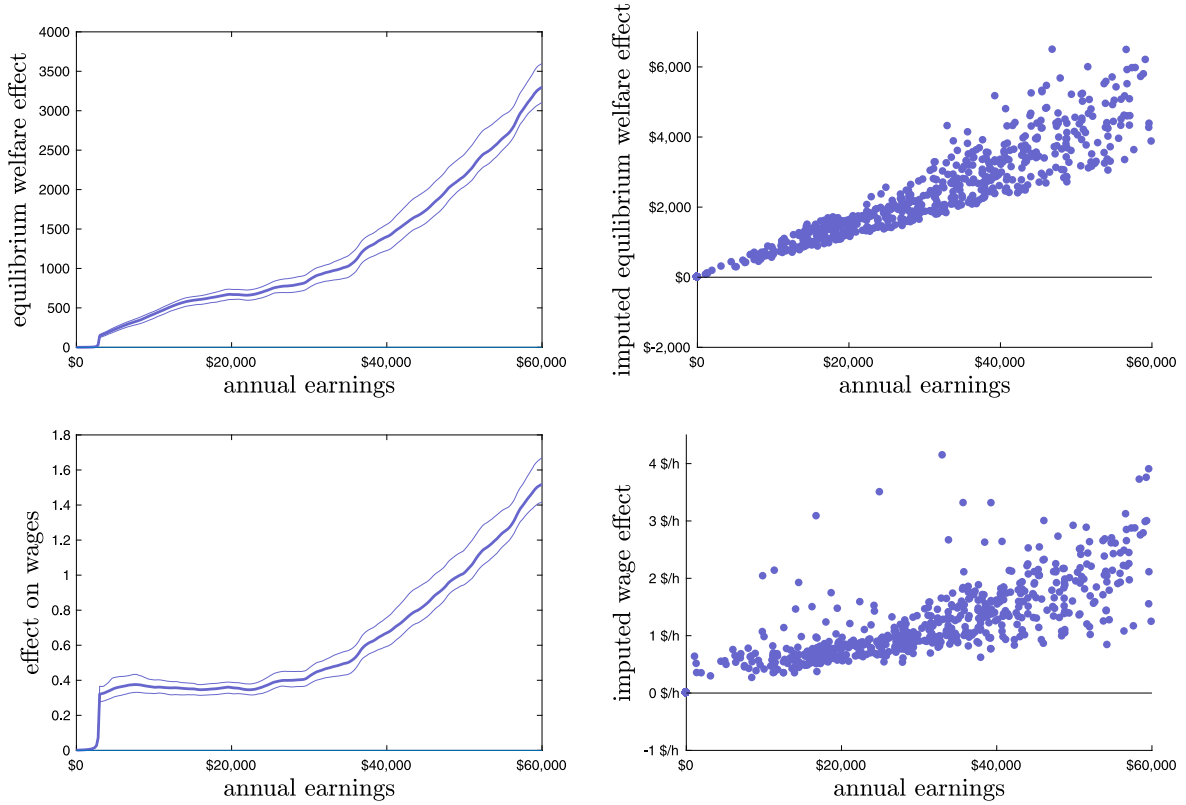 equilibrium welfare effect
4000
3500
3000
2500
2000
1500
1000
500
0
$0
$20,000
$40,000
$60,000
annual earnings
imputed equilibrium welfare effect
$6,000
$4,000
$2,000
$0
$-2,000
$0
$20,000
$40,000
$60,000
annual earnings
effect on wages
1.8
1.6
1.4
1.2
1
0.8
0.6
0.4
0.2
0
$0
$20,000
$40,000
$60,000
annual earnings
imputed wage effect
4 $/h
3 $/h
2 $/h
1 $/h
0 $/h
-1 $/h
$0
$20,000
$40,000
$60,000
annual earnings